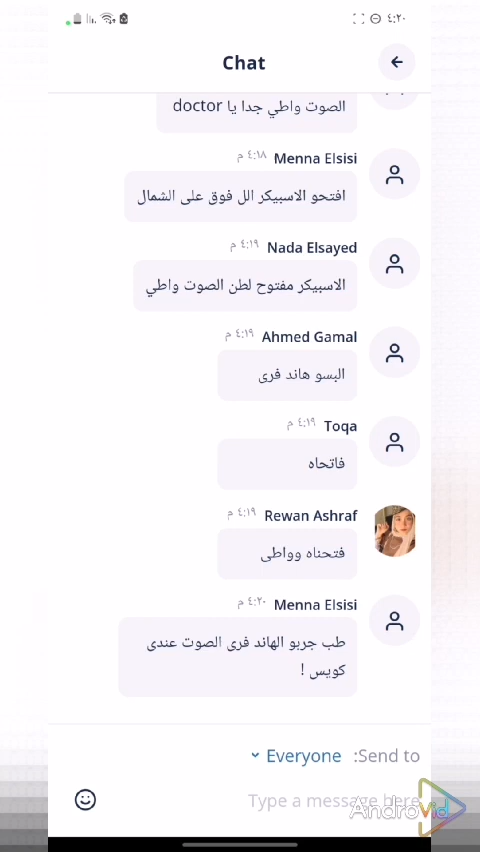 ٤:٢٠
Chat
الصوت واطي جدا يا doctor
Menna Elsisi ٤:١٨ م
افتحو الاسبيكر الل فوق على الشمال
Nada Elsayed ٤:١٩ م
الاسبيكر مفتوح لطن الصوت واطي
Ahmed Gamal ٤:١٩ م
البسو هاند فرى
Toqa ٤:١٩ م
فاتحاه
Rewan Ashraf ٤:١٩ م
فتحناه وواطى
Menna Elsisi ٤:٢٠ م
طب جربو الهاند فرى الصوت عندى
كويس !
Send to: Everyone
Type a message here
Androvid